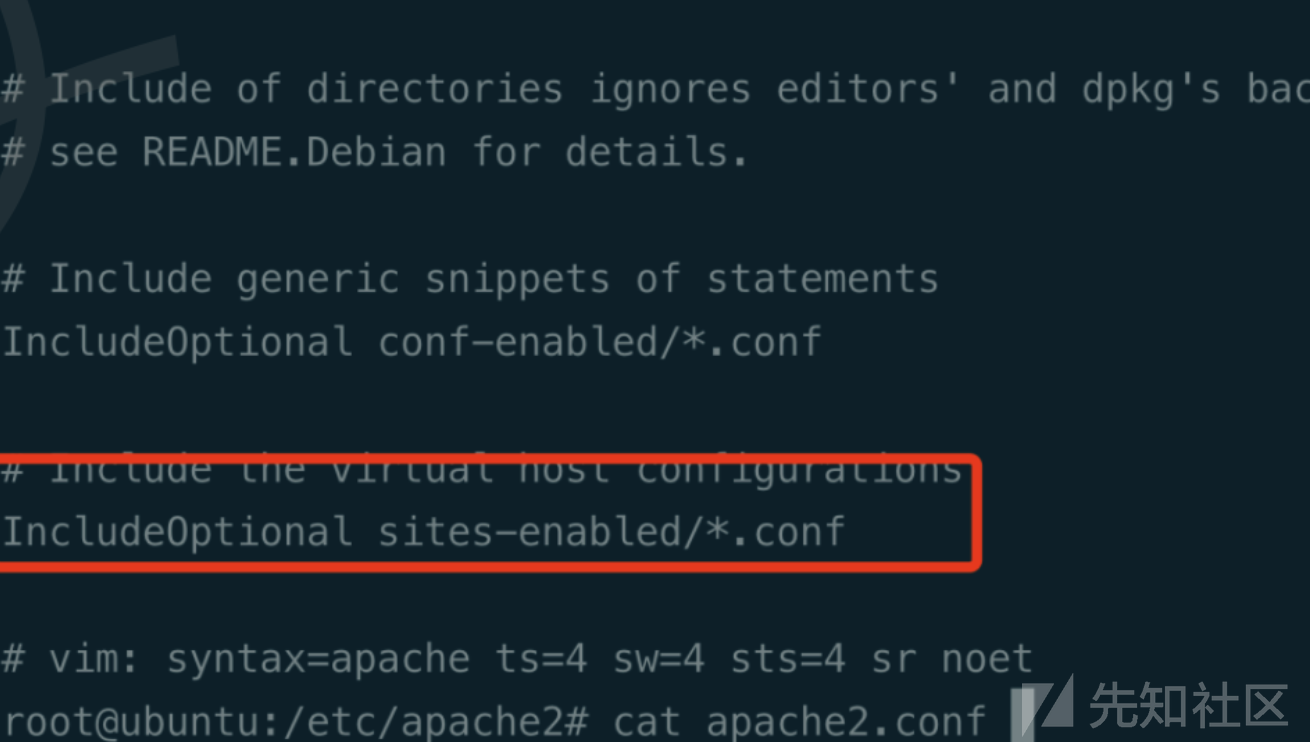 # Include of directories ignores editors' and dpkg's bac
# see README.Debian for details.
# Include generic snippets of statements
IncludeOptional conf-enabled/*.conf
# Include the virtual host configurations
IncludeOptional sites-enabled/*.conf
# vim: syntax=apache ts=4 sw=4 sts=4 sr noet
root@ubuntu:/etc/apache2# cat apache2.conf
先知社区